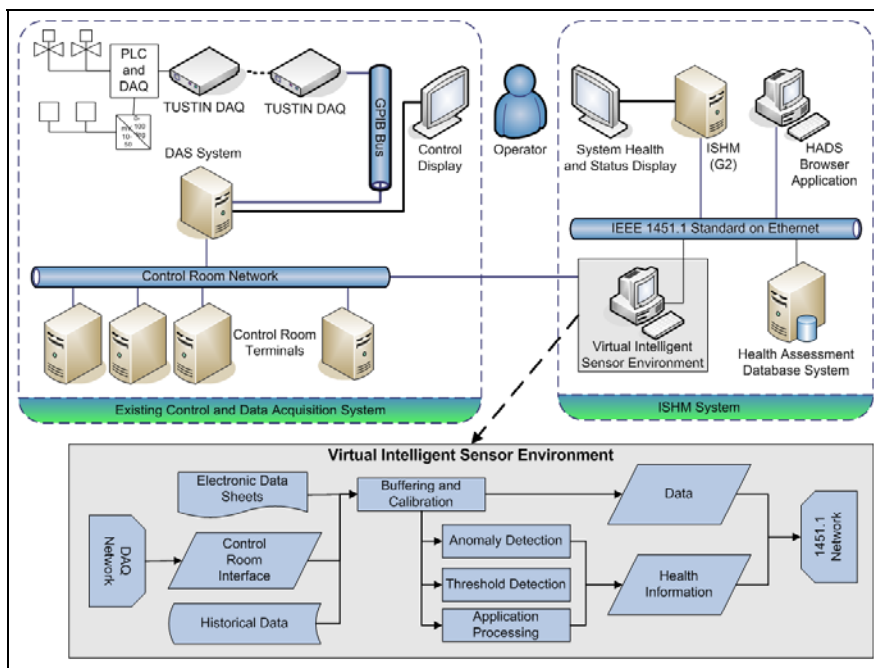 PLC
and
DAQ
TUSTIN DAQ
TUSTIN DAQ
GPIB Bus
Control
Display
Operator
System Health
and Status Display
ISHM
(G2)
HADS
Browser
Application
DAS System
IEEE 1451.1 Standard on Ethernet
Control Room Network
Control Room
Terminals
Virtual Intelligent
Sensor Environment
Health Assessment
Database System
Existing Control and Data Acquisition System
ISHM System
Virtual Intelligent Sensor Environment
DAQ
Network
Electronic Data
Sheets
Control
Room
Interface
Historical Data
Buffering and
Calibration
Anomaly Detection
Threshold Detection
Application
Processing
Data
Health
Information
1451.1
Network